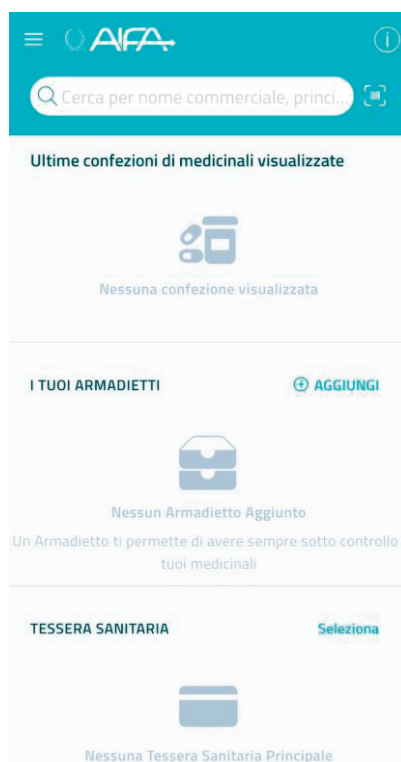 AIFA
Cerca per nome commerciale, princi...
Ultime confezioni di medicinali visualizzate
Nessuna confezione visualizzata
I TUOI ARMADIETTI
AGGIUNGI
Nessun Armadietto Aggiunto
Un Armadietto ti permette di avere sempre sotto controllo
tuoi medicinali
TESSERA SANITARIA
Seleziona
Nessuna Tessera Sanitaria Principale